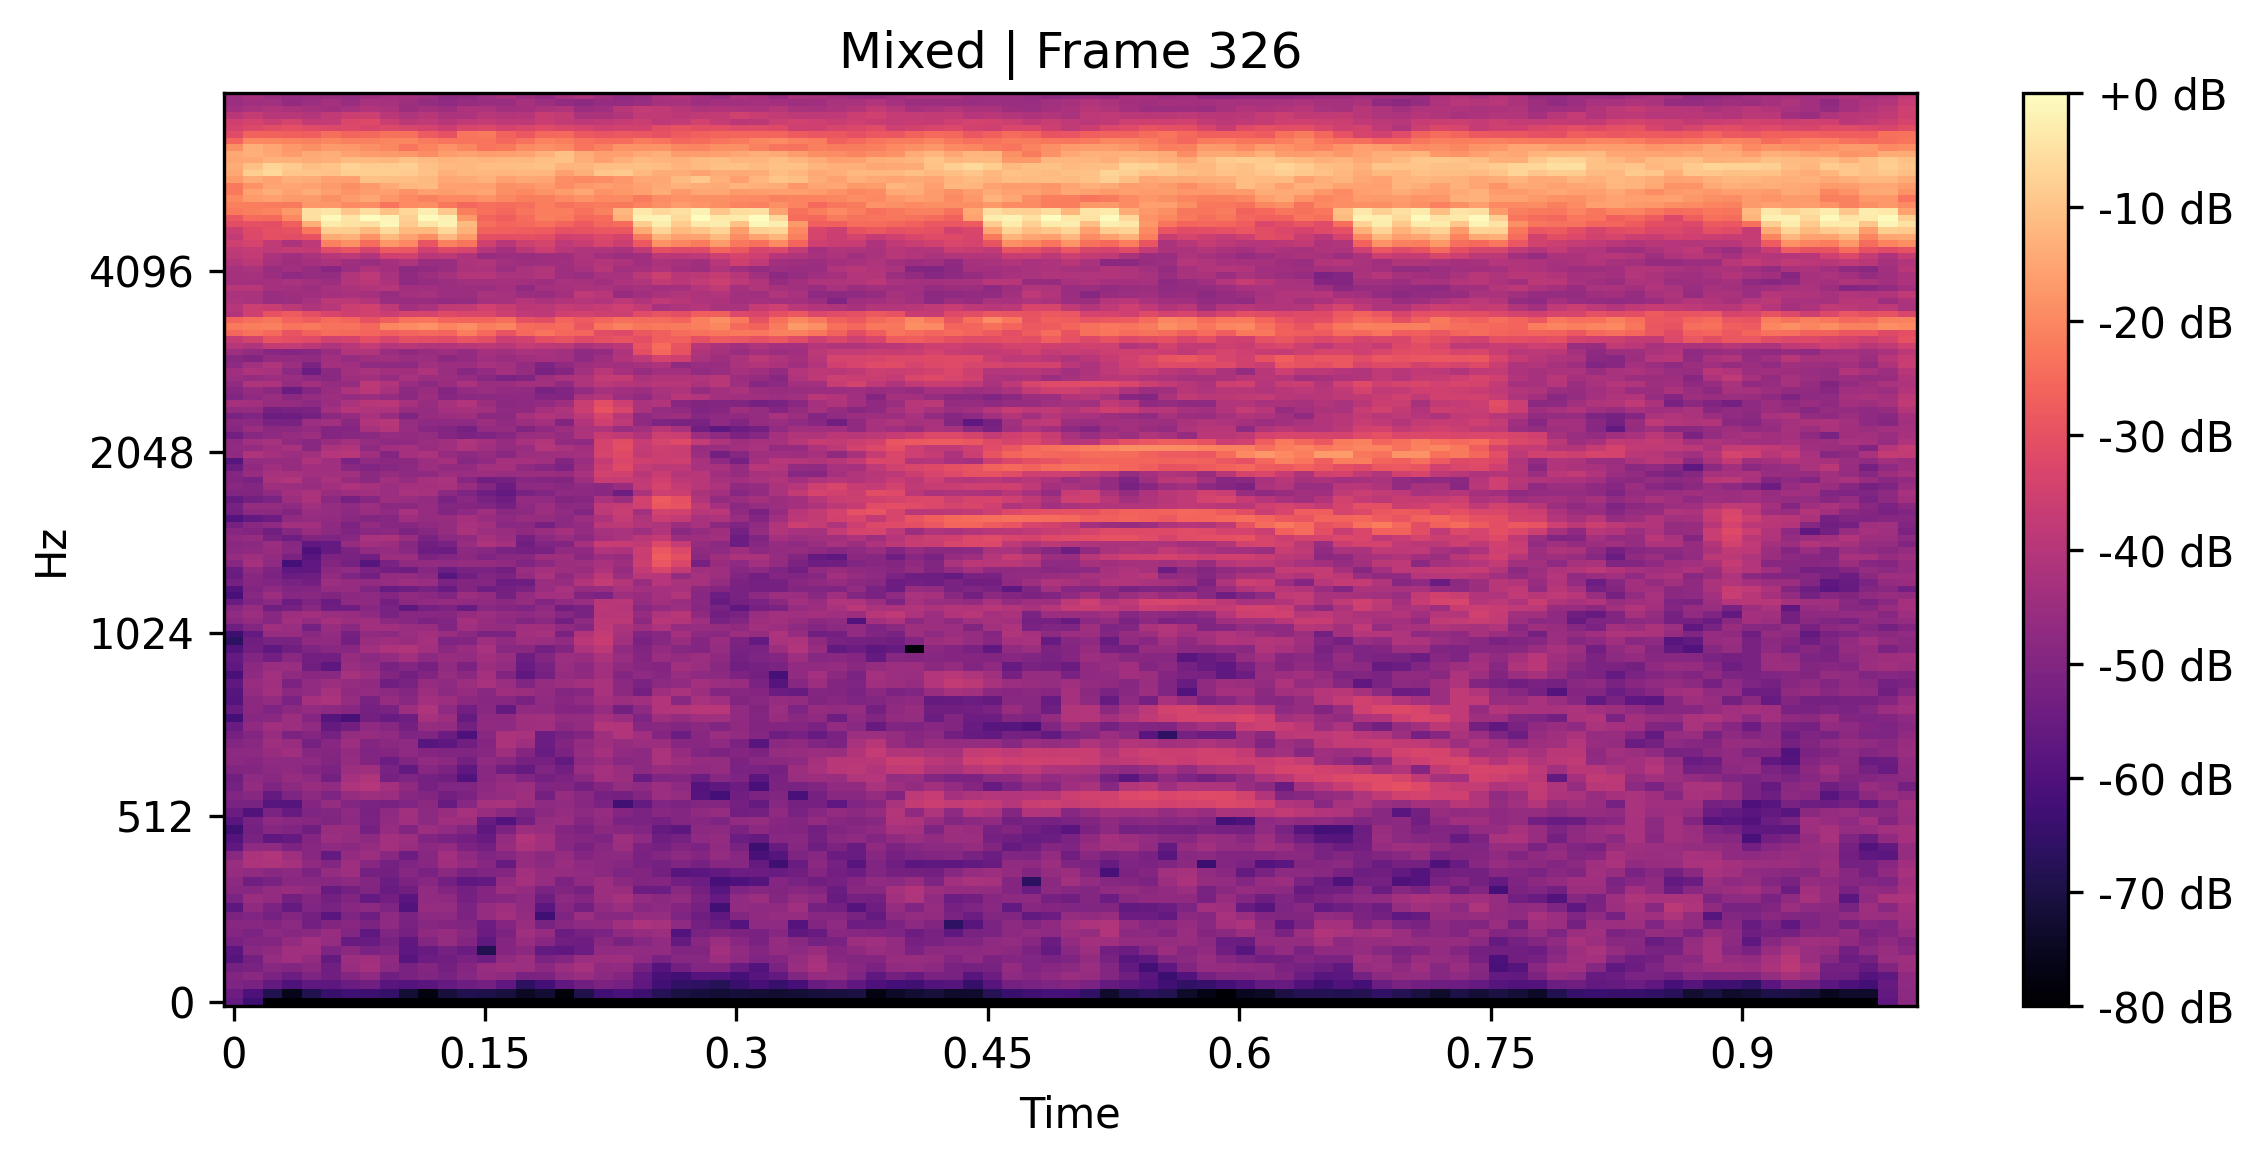 Mixed | Frame 326
+0 dB
-10 dB
-20 dB
-30 dB
-40 dB
-50 dB
-60 dB
-70 dB
-80 dB
4096
2048
1024
512
0
Hz
0 0.15 0.3 0.45 0.6 0.75 0.9
Time